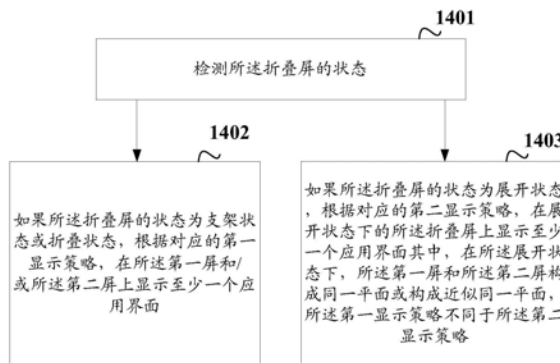 1401
检测所述折叠屏的状态
1402
如果所述折叠屏的状态为支架状
态或折叠状态，根据对应的第一
显示策略，在所述第一屏和/
或所述第二屏上显示至少一个应
用界面
1403
如果所述折叠屏的状态为展开状态
，根据对应的第二显示策略，在展
开状态下的所述折叠屏上显示至少
一个应用界面其中，在所述展开状
态下，所述第一屏和所述第二屏构
成同一平面或构成近似同一平面，
所述第一显示策略不同于所述第二
显示策略